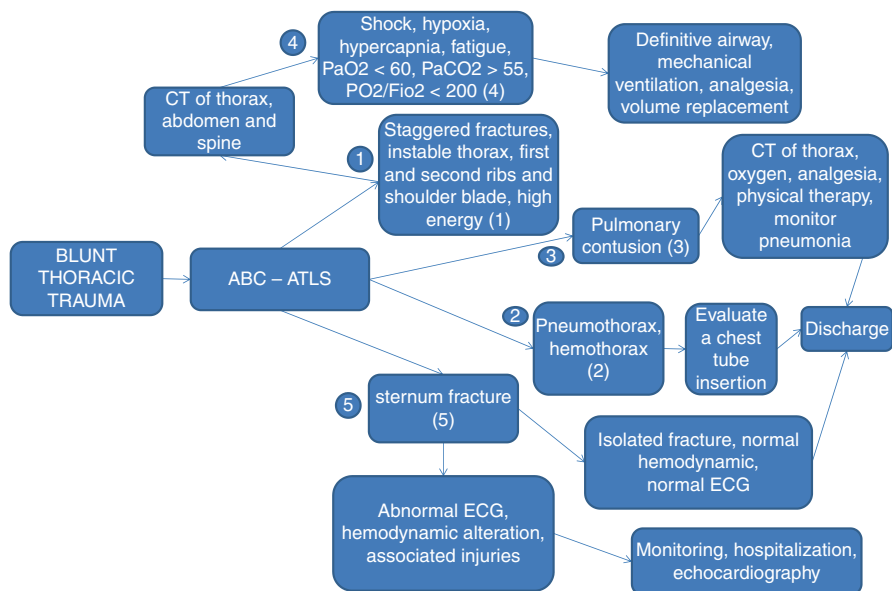 4
Shock, hypoxia,
hypercapnia, fatigue,
PaO2 < 60, PaCO2 > 55,
PO2/Fio2 < 200 (4)
Definitive airway,
mechanical
ventilation, analgesia,
volume replacement
CT of thorax,
abdomen and
spine
1
Staggered fractures,
instable thorax, first
and second ribs and
shoulder blade, high
energy (1)
CT of thorax,
oxygen, analgesia,
physical therapy,
monitor
pneumonia
3
Pulmonary
contusion (3)
BLUNT
THORACIC
TRAUMA
ABC – ATLS
2
Pneumothorax,
hemothorax
(2)
Evaluate
a chest
tube
insertion
Discharge
5
sternum fracture
(5)
Isolated fracture, normal
hemodynamic,
normal ECG
Abnormal ECG,
hemodynamic alteration,
associated injuries
Monitoring, hospitalization,
echocardiography